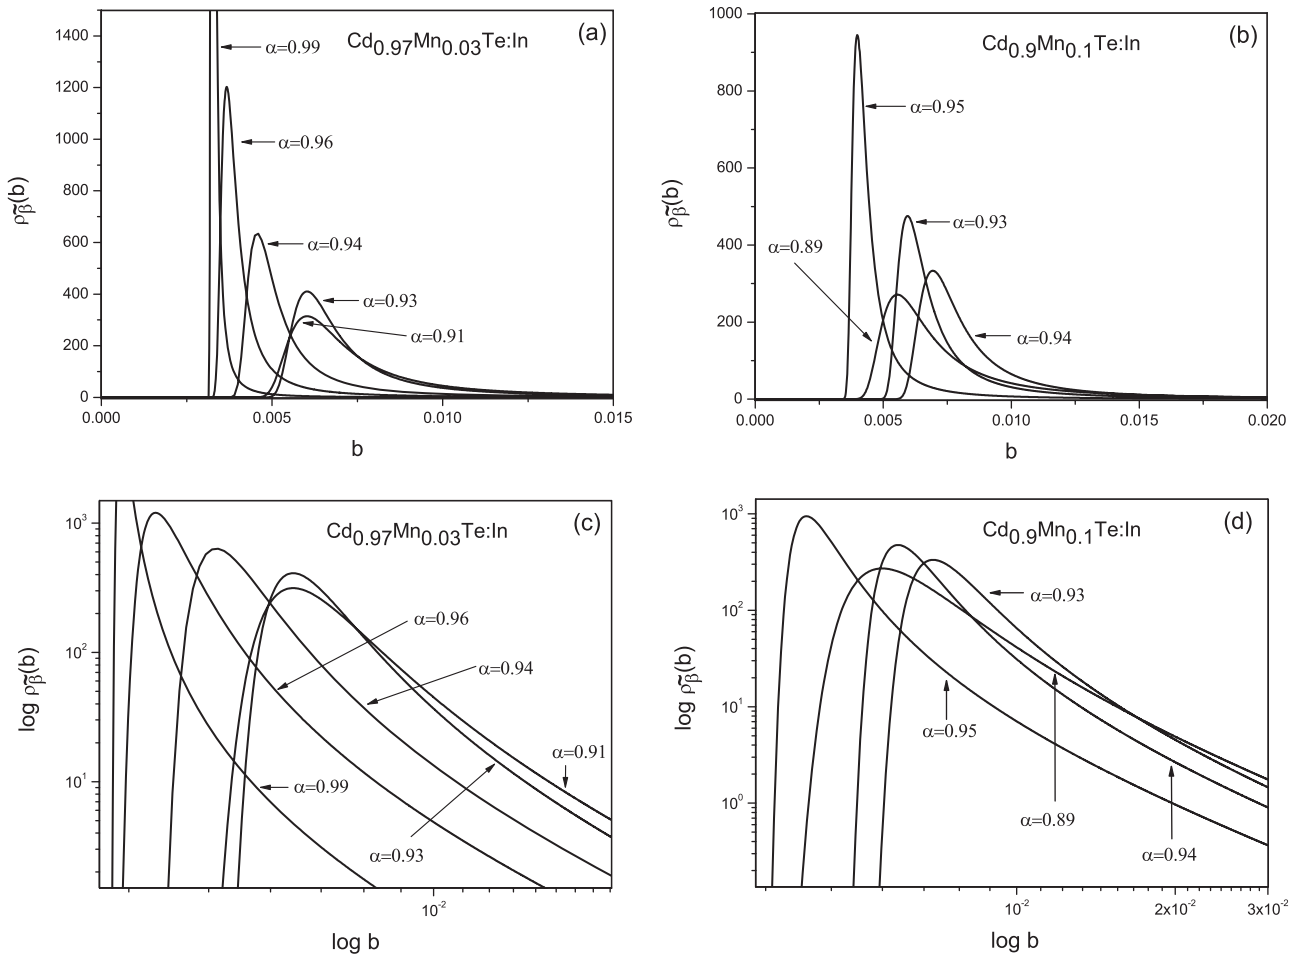 (a)
Cd0.97Mn0.03Te:In
α=0.99
α=0.96
α=0.94
α=0.93
α=0.91
1400
1200
1000
800
600
400
200
0
0.000 0.005 0.010 0.015
b
ρβ̃(b)
(b)
Cd0.9Mn0.1Te:In
α=0.95
α=0.93
α=0.89
α=0.94
1000
800
600
400
200
0
0.000 0.005 0.010 0.015 0.020
b
ρβ̃(b)
(c)
Cd0.97Mn0.03Te:In
α=0.96
α=0.94
α=0.91
α=0.99
α=0.93
10³
10²
10¹
10⁻²
log b
log ρβ̃(b)
(d)
Cd0.9Mn0.1Te:In
α=0.93
α=0.95
α=0.89
α=0.94
10³
10²
10¹
10⁰
10⁻² 2x10⁻² 3x10⁻²
log b
log ρβ̃(b)